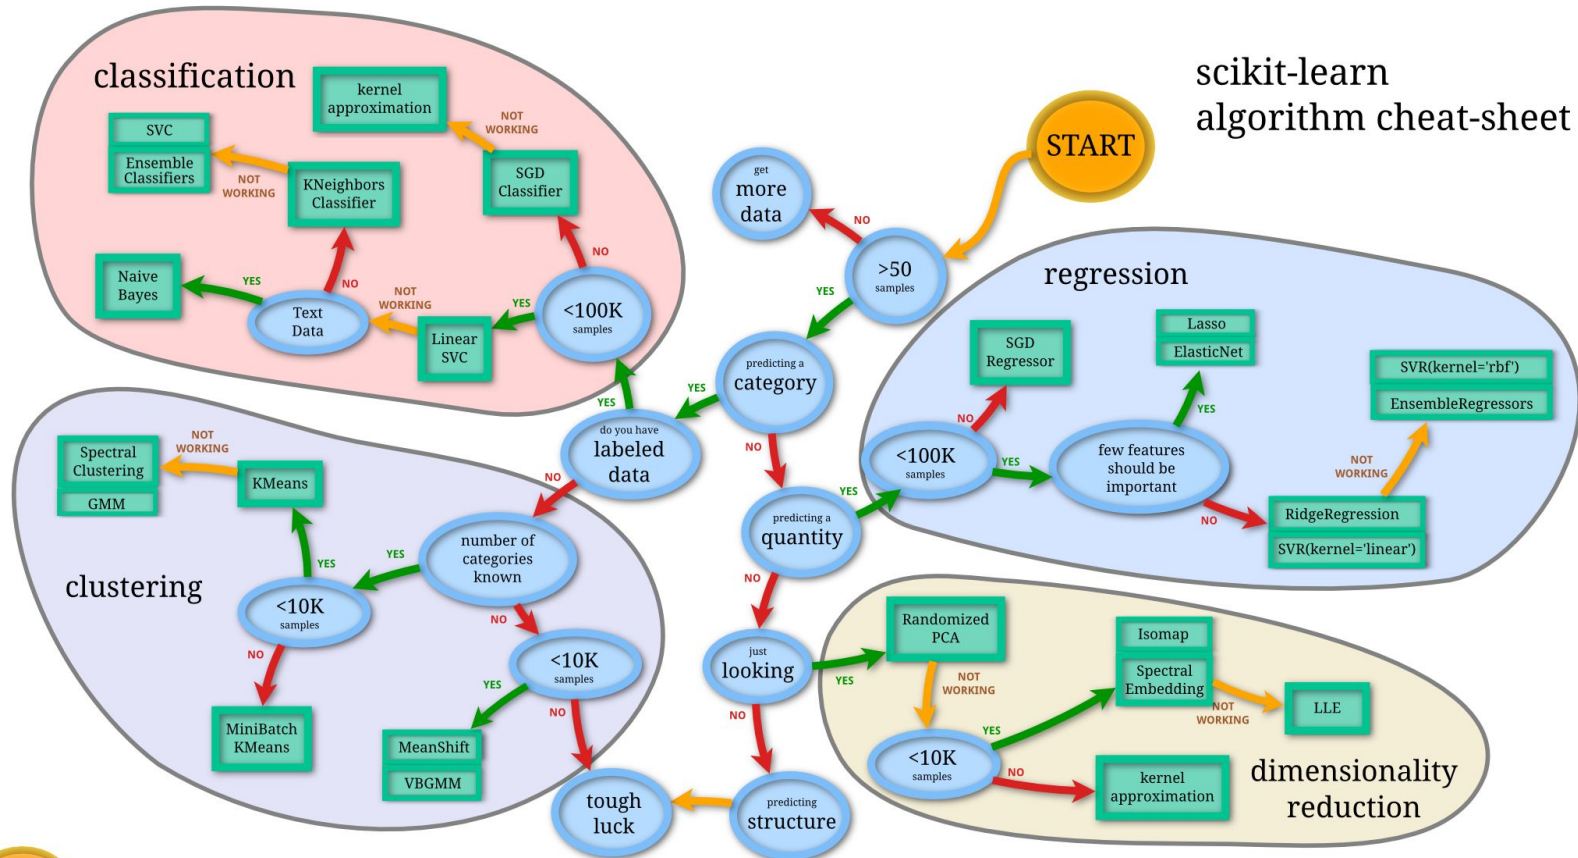 scikit-learn
algorithm cheat-sheet
START
get
more
data
NO
>50
samples
YES
predicting a
category
YES
NO
do you have
labeled
data
YES
NO
predicting a
quantity
YES
NO
just
looking
YES
NO
predicting
structure
tough
luck
classification
kernel
approximation
NOT
WORKING
SGD
Classifier
NO
<100K
samples
YES
Linear
SVC
NOT
WORKING
Text
Data
YES
Naive
Bayes
NO
KNeighbors
Classifier
NOT
WORKING
SVC
Ensemble
Classifiers
clustering
number of
categories
known
YES
NO
<10K
samples
YES
KMeans
NOT
WORKING
Spectral
Clustering
GMM
NO
MiniBatch
KMeans
<10K
samples
YES
MeanShift
VBGMM
NO
regression
<100K
samples
NO
SGD
Regressor
YES
few features
should be
important
YES
Lasso
ElasticNet
NO
RidgeRegression
SVR(kernel='linear')
NOT
WORKING
SVR(kernel='rbf')
EnsembleRegressors
dimensionality
reduction
Randomized
PCA
NOT
WORKING
<10K
samples
YES
Isomap
Spectral
Embedding
NOT
WORKING
LLE
NO
kernel
approximation